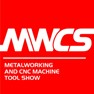 MWCS
METALWORKING
AND CNC MACHINE
TOOL SHOW